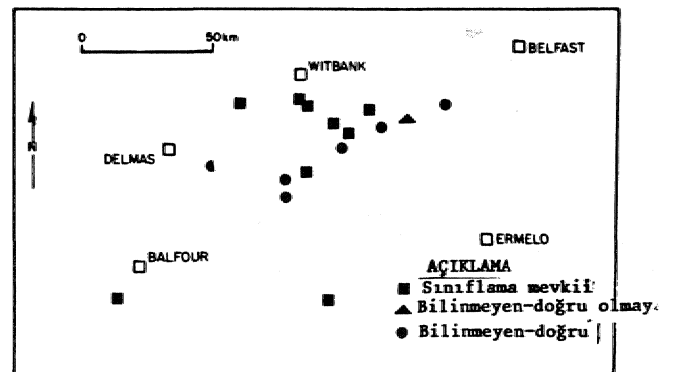 0 50km
BELFAST
WITBANK
N
DELMAS
BALFOUR
ERMELO
AÇIKLAMA
Sınıflama mevkii
Bilinmeyen-doğru olmay
Bilinmeyen-doğru